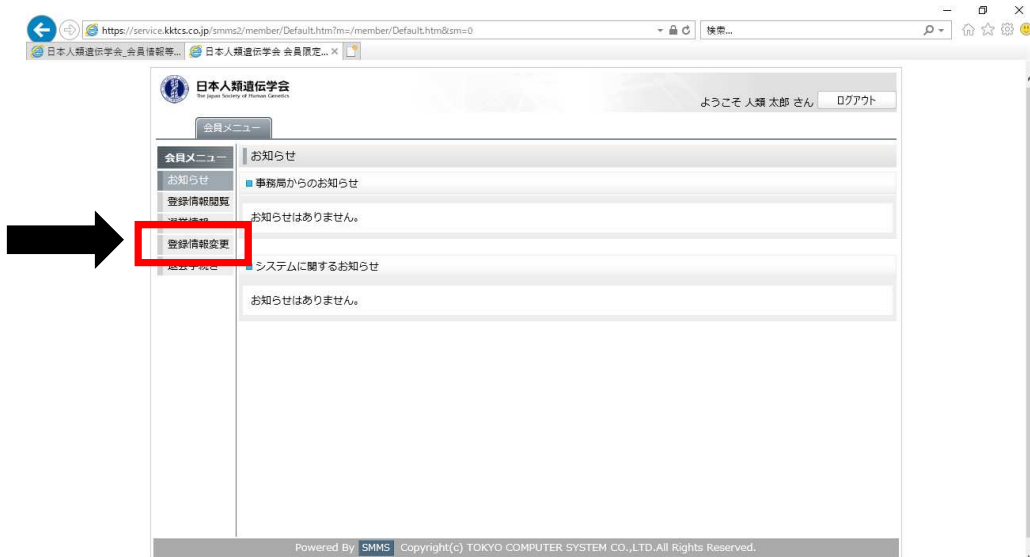 https://service.kktcs.co.jp/smms2/member/Default.htm?m=/member/Default.htm&sm=0
検索...
日本人類遺伝学会_会員情報等...
日本人類遺伝学会 会員限定...
日本人類遺伝学会
The Japan Society of Human Genetics
ようこそ 人類 太郎 さん
ログアウト
会員メニュー
会員メニュー
お知らせ
お知らせ
事務局からのお知らせ
登録情報閲覧
お知らせはありません。
登録情報変更
システムに関するお知らせ
お知らせはありません。
Powered By SMMS Copyright(c) TOKYO COMPUTER SYSTEM CO.,LTD.All Rights Reserved.